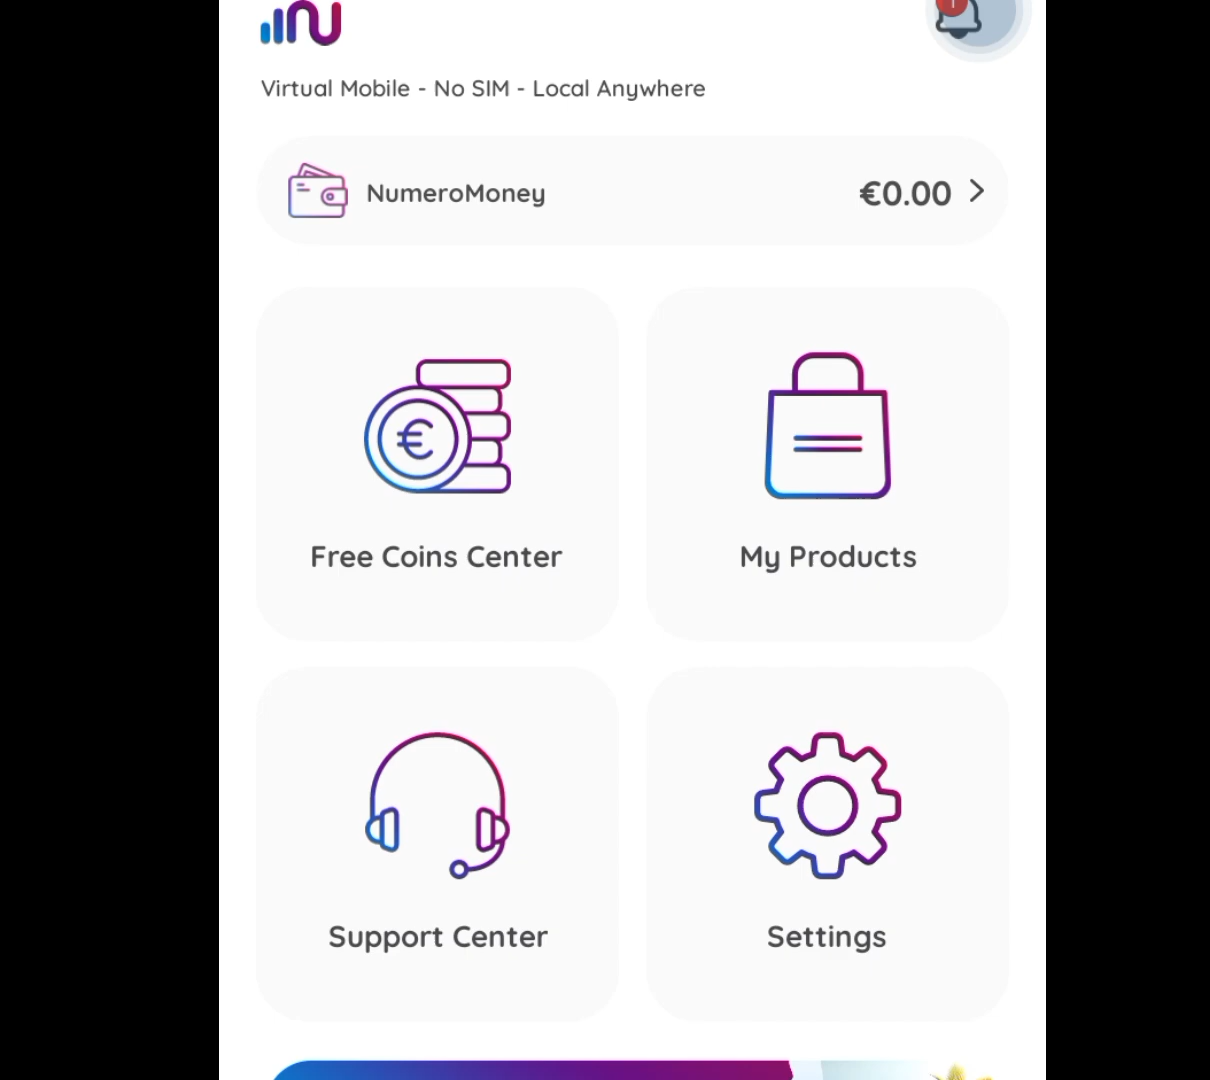 Virtual Mobile - No SIM - Local Anywhere
NumeroMoney €0.00
Free Coins Center
My Products
Support Center
Settings